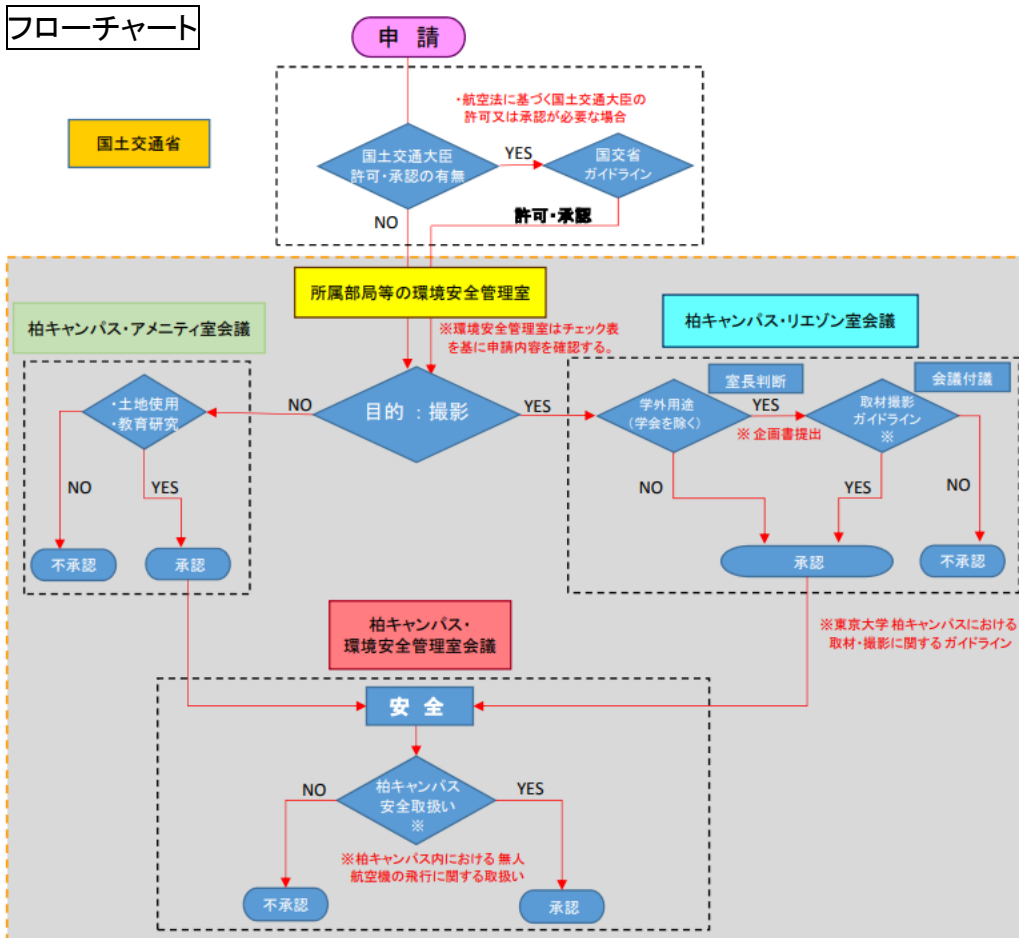 フローチャート
申 請
・航空法に基づく国土交通大臣の
許可又は承認が必要な場合
国土交通省
国土交通大臣
許可・承認の有無
YES
国交省
ガイドライン
NO
許可・承認
所属部局等の環境安全管理室
柏キャンパス・アメニティ室会議
※環境安全管理室はチェック表
を基に申請内容を確認する。
柏キャンパス・リエゾン室会議
・土地使用
・教育研究
NO
目的 : 撮影
YES
室長判断
会議付議
学外用途
(学会を除く)
YES
※ 企画書提出
取材撮影
ガイドライン
※
NO
YES
NO
YES
NO
不承認
承認
承認
不承認
柏キャンパス・
環境安全管理室会議
※東京大学 柏キャンパスにおける
取材・撮影に関する ガイドライン
安 全
NO
柏キャンパス
安全取扱い
※
YES
※柏キャンパス内における 無人
航空機の飛行に関する取扱い
不承認
承認